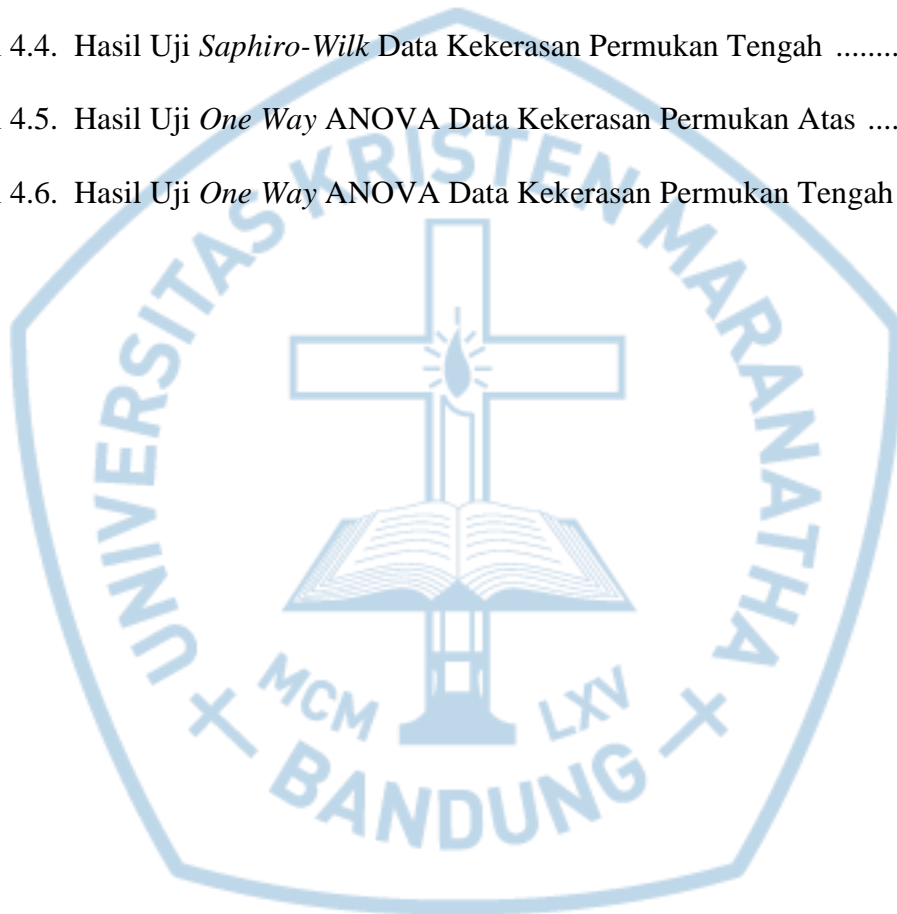 4.4. Hasil Uji Saphiro-Wilk Data Kekerasan Permukan Tengah ........
4.5. Hasil Uji One Way ANOVA Data Kekerasan Permukan Atas ....
4.6. Hasil Uji One Way ANOVA Data Kekerasan Permukan Tengah
UNIVERSITAS KRISTEN MARANATHA
MCM LXV
BANDUNG